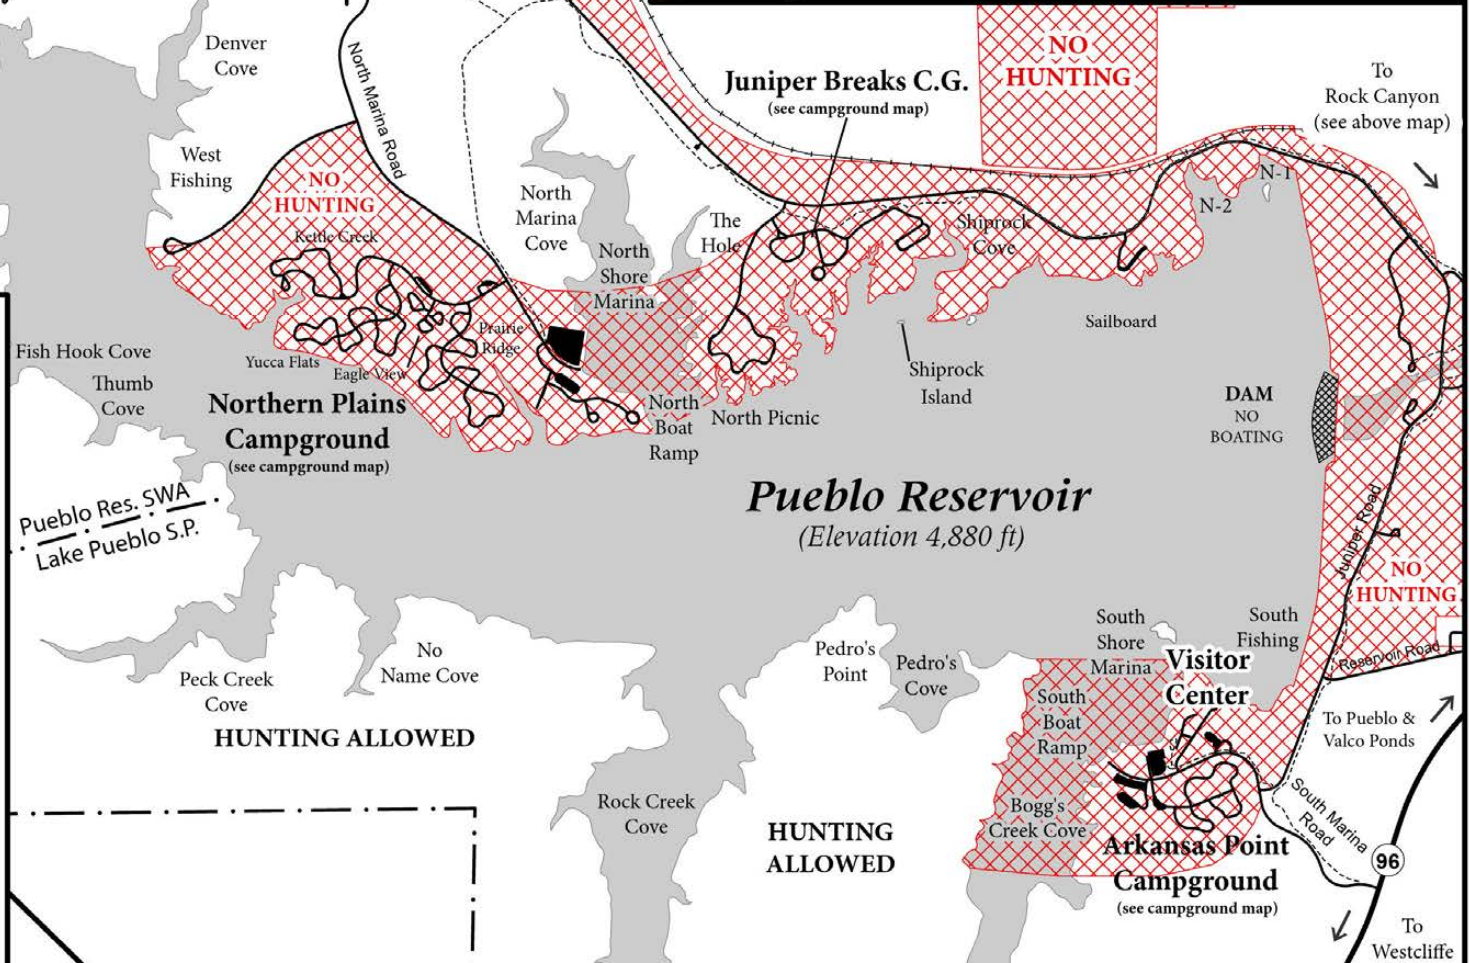 Denver
Cove
North Marina Road
West
Fishing
NO
HUNTING
Kettle Creek
Juniper Breaks C.G.
(see campground map)
NO
HUNTING
To
Rock Canyon
(see above map)
N-1
N-2
North
Marina
Cove
The
Hole
North
Shore
Marina
Shiprock
Cove
Sailboard
Shiprock
Island
Prairie
Ridge
Yucca Flats
Eagle View
Fish Hook Cove
Thumb
Cove
Northern Plains
Campground
(see campground map)
North
Boat
Ramp
North Picnic
DAM
NO
BOATING
Pueblo Res. SWA
Lake Pueblo S.P.
Pueblo Reservoir
(Elevation 4,880 ft)
Juniper Road
NO
HUNTING
Reservoir Road
South
Fishing
South
Shore
Marina
Visitor
Center
Pedro's
Point
Pedro's
Cove
No
Name Cove
Peck Creek
Cove
HUNTING ALLOWED
South
Boat
Ramp
To Pueblo &
Valco Ponds
Rock Creek
Cove
HUNTING
ALLOWED
Bogg's
Creek Cove
South Marina
Road
Arkansas Point
Campground
(see campground map)
96
To
Westcliffe